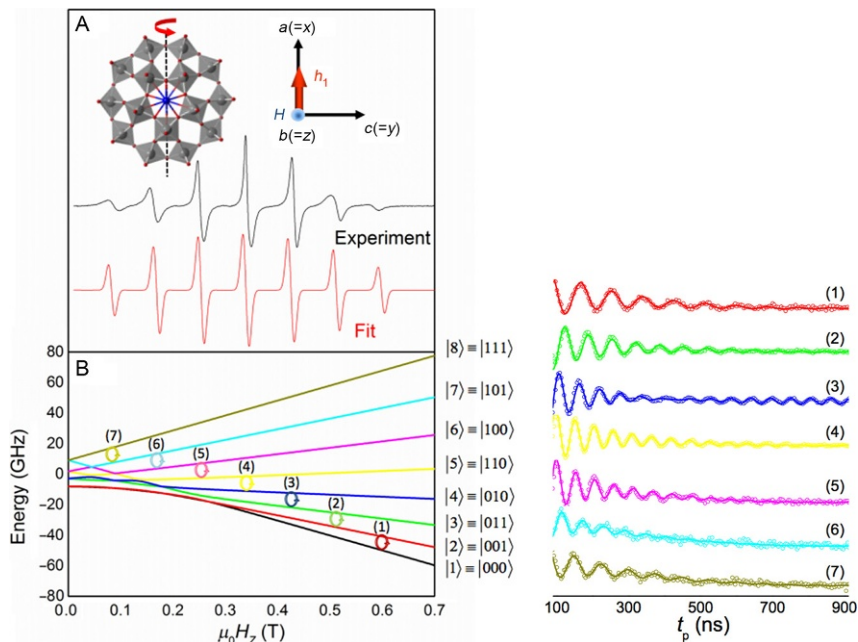 A
a(=x)
h₁
H
b(=z)
c(=y)
Experiment
Fit
B
80
60
40
20
0
−20
−40
−60
−80
Energy (GHz)
(7)
(6)
(5)
(4)
(3)
(2)
(1)
0.0
0.1
0.2
0.3
0.4
0.5
0.6
0.7
μ₀H_Z (T)
|8⟩ ≡ |111⟩
|7⟩ ≡ |101⟩
|6⟩ ≡ |100⟩
|5⟩ ≡ |110⟩
|4⟩ ≡ |010⟩
|3⟩ ≡ |011⟩
|2⟩ ≡ |001⟩
|1⟩ ≡ |000⟩
(1)
(2)
(3)
(4)
(5)
(6)
(7)
100
300
500
700
900
tₚ (ns)